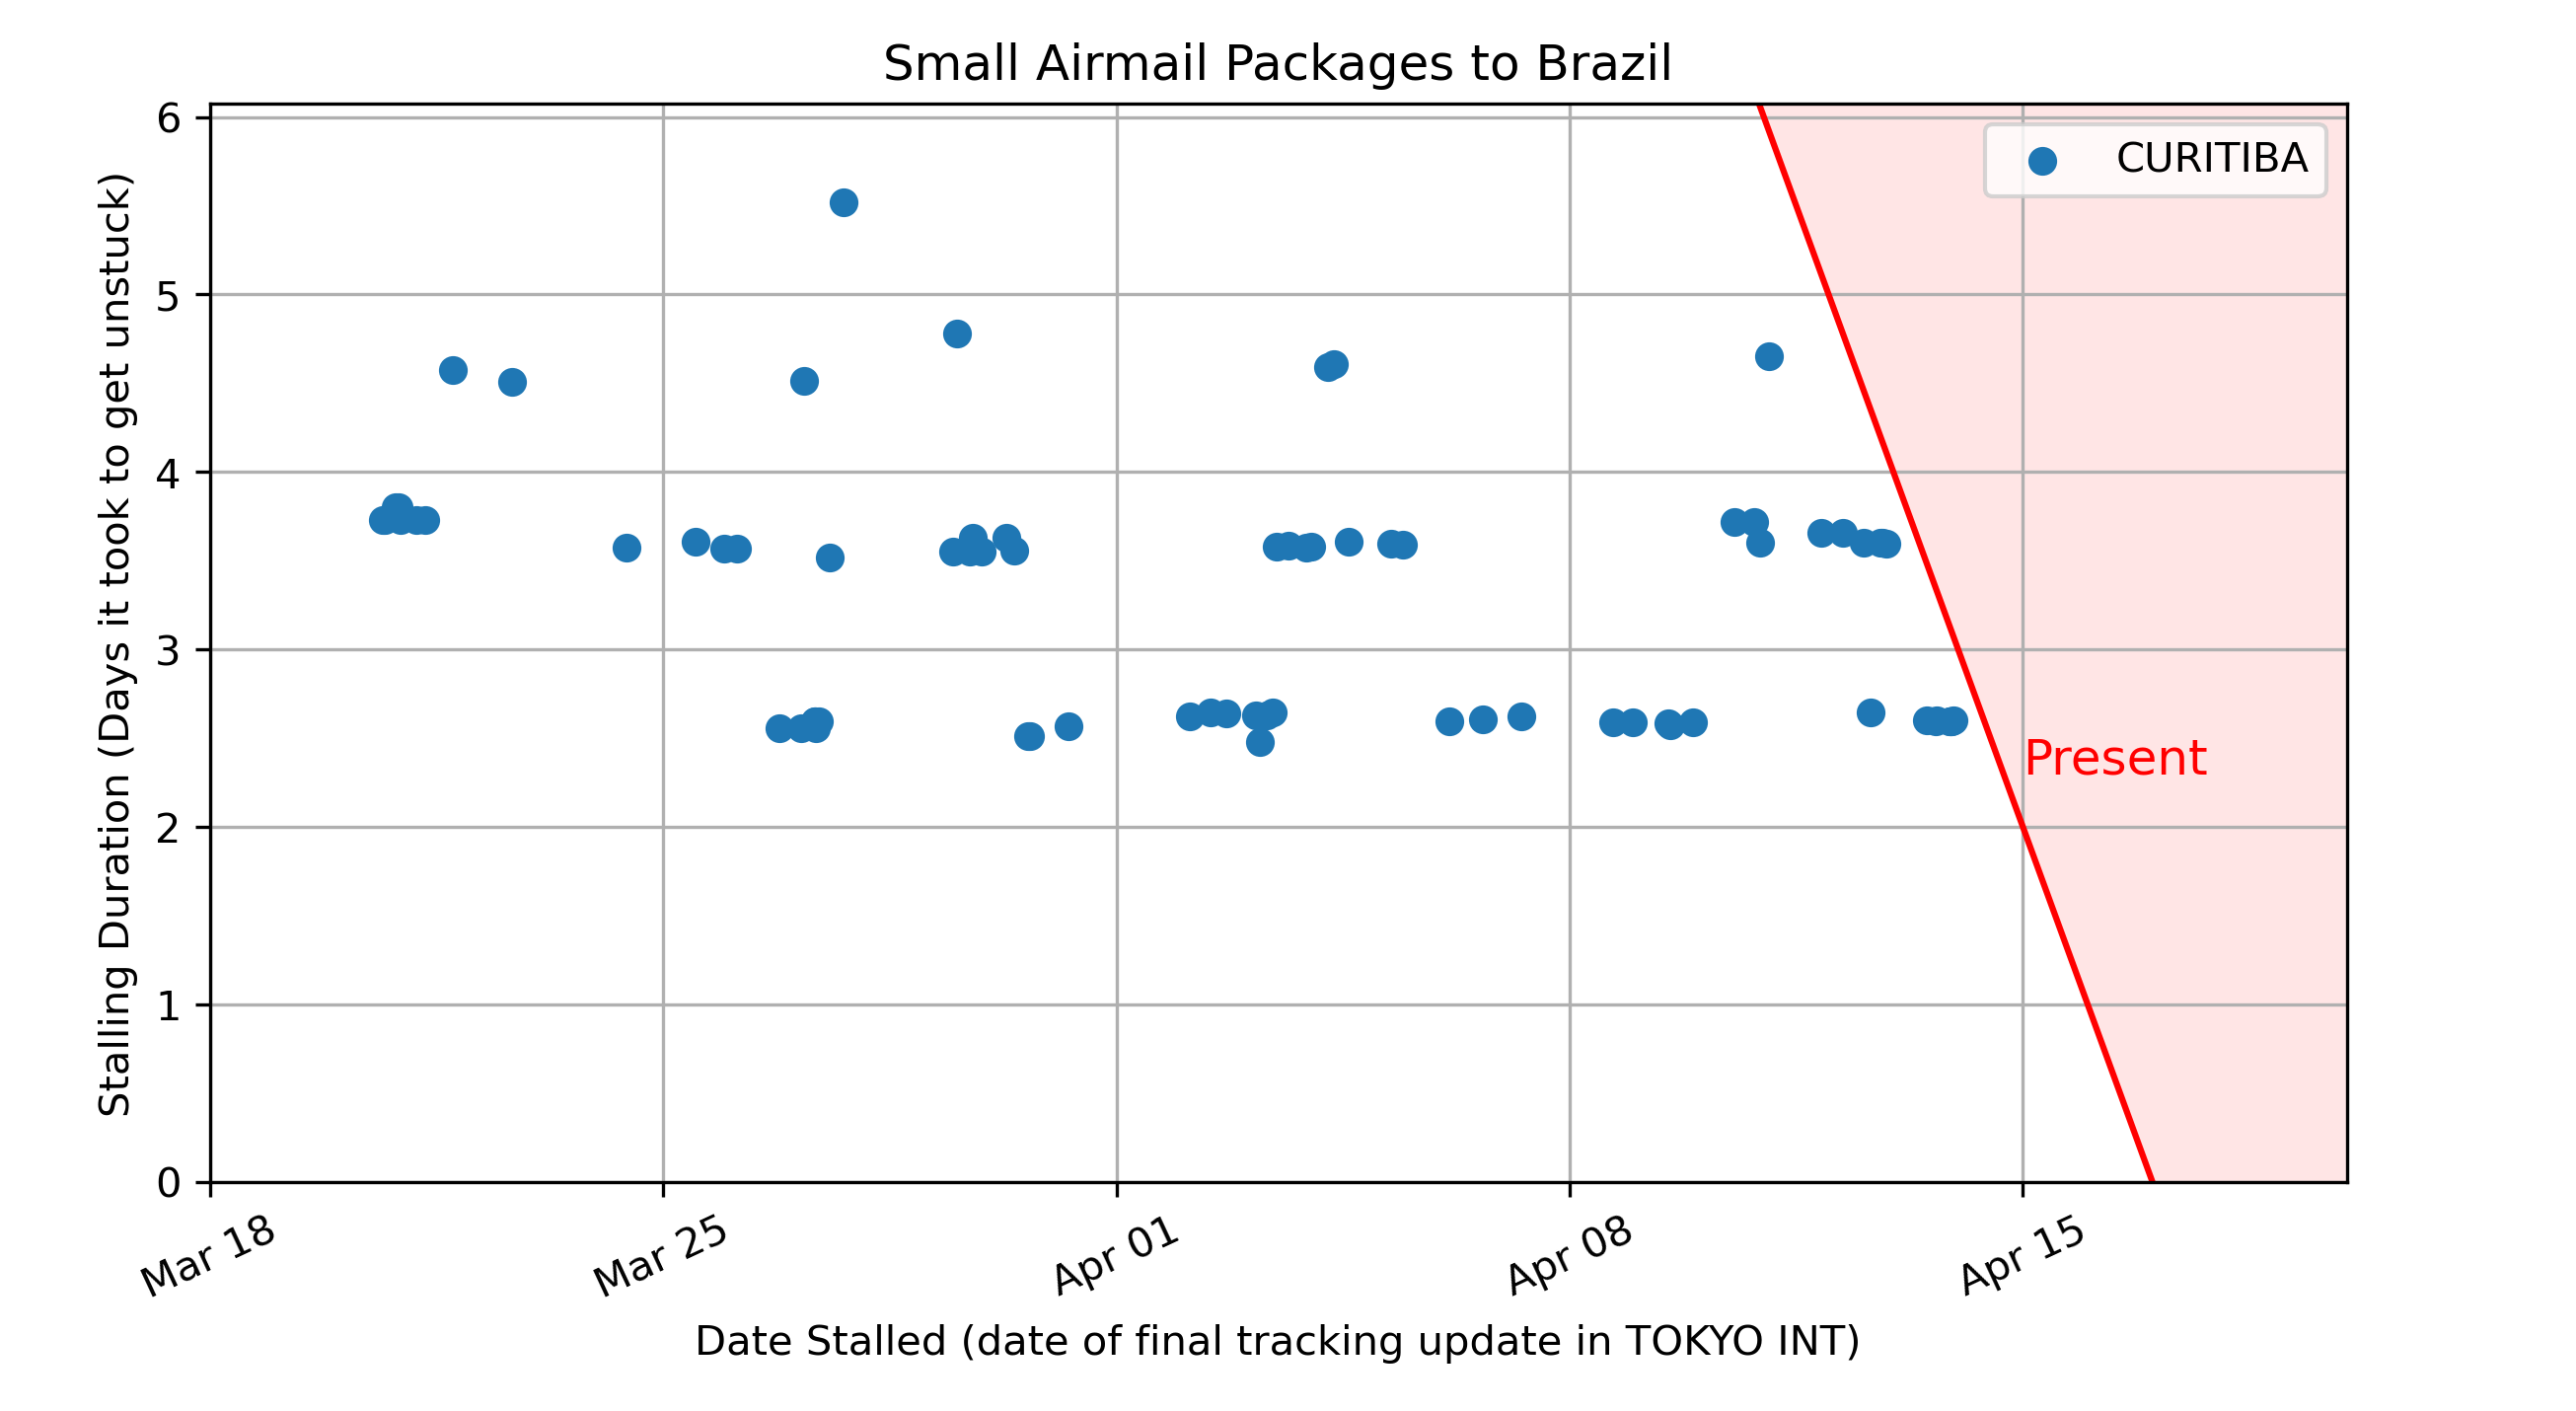 Small Airmail Packages to Brazil
Stalling Duration (Days it took to get unstuck)
6
5
4
3
2
1
0
CURITIBA
Present
Mar 18
Mar 25
Apr 01
Apr 08
Apr 15
Date Stalled (date of final tracking update in TOKYO INT)